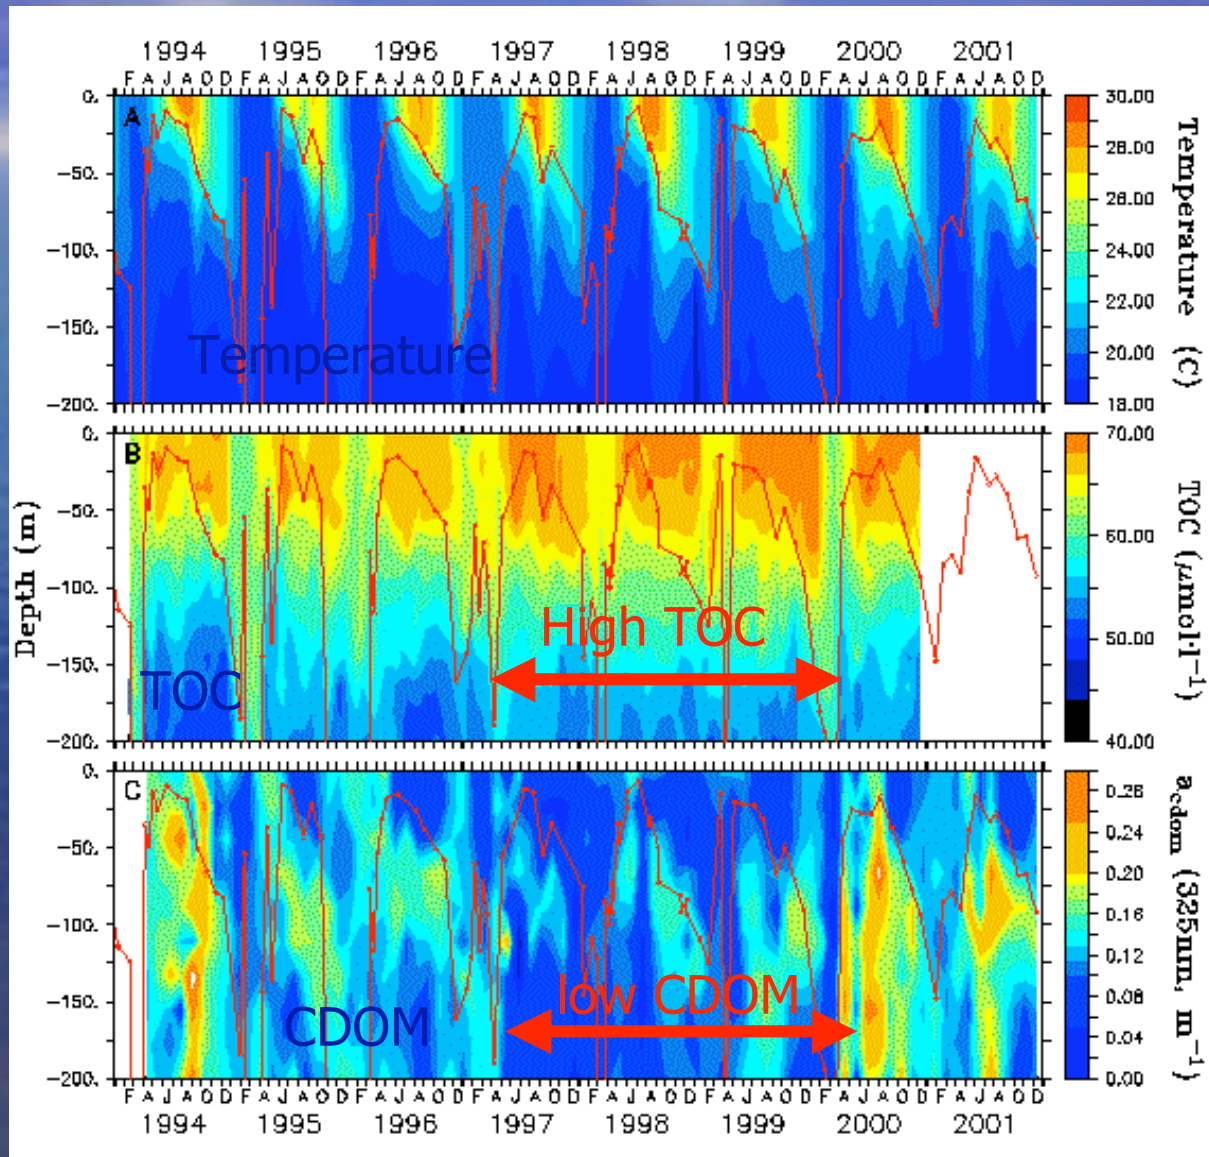 1994 1995 1996 1997 1998 1999 2000 2001
F A J A O D F A J A O D F A J A O D F A J A O D F A J A O D F A J A O D F A J A O D F A J A O D
A
0.
-50.
-100.
-150.
-200.
Temperature
30.00
28.00
26.00
24.00
22.00
20.00
18.00
Temperature (C)
B
0.
-50.
-100.
-150.
-200.
Depth (m)
High TOC
TOC
70.00
60.00
50.00
40.00
TOC (μmol·l⁻¹)
C
0.
-50.
-100.
-150.
-200.
low CDOM
CDOM
0.28
0.24
0.20
0.16
0.12
0.08
0.04
0.00
a_cdom (325nm, m⁻¹)
F A J A O D F A J A O D F A J A O D F A J A O D F A J A O D F A J A O D F A J A O D F A J A O D
1994 1995 1996 1997 1998 1999 2000 2001